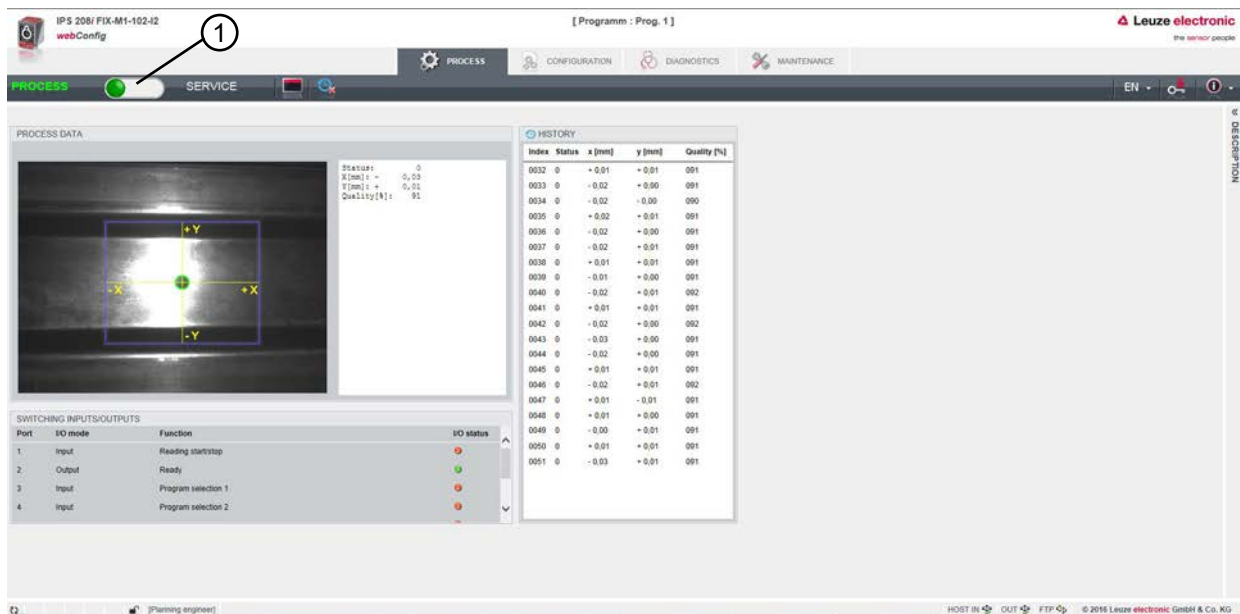 IPS 208i FIX-M1-102-I2
webConfig
1
[ Programm : Prog. 1 ]
Leuze electronic
the sensor people
PROCESS
CONFIGURATION
DIAGNOSTICS
MAINTENANCE
PROCESS
SERVICE
EN
« DESCRIPTION
PROCESS DATA
Status: 0
X[mm]: - 0,03
Y[mm]: + 0,01
Quality[%]: 91
+Y
-X
+X
-Y
HISTORY
Index Status x [mm] y [mm] Quality [%]
0032 0 + 0,01 + 0,01 091
0033 0 - 0,02 + 0,00 091
0034 0 - 0,02 - 0,00 090
0035 0 + 0,02 + 0,01 091
0036 0 - 0,02 + 0,00 091
0037 0 - 0,02 + 0,01 091
0038 0 + 0,01 + 0,01 091
0039 0 - 0,01 + 0,00 091
0040 0 - 0,02 + 0,01 092
0041 0 + 0,01 + 0,01 091
0042 0 - 0,02 + 0,00 092
0043 0 - 0,03 + 0,00 091
0044 0 - 0,02 + 0,00 091
0045 0 + 0,01 + 0,01 091
0046 0 - 0,02 + 0,01 092
0047 0 + 0,01 - 0,01 091
0048 0 + 0,01 + 0,00 091
0049 0 - 0,00 + 0,01 091
0050 0 + 0,01 + 0,01 091
0051 0 - 0,03 + 0,01 091
SWITCHING INPUTS/OUTPUTS
Port I/O mode Function I/O status
1 Input Reading start/stop
2 Output Ready
3 Input Program selection 1
4 Input Program selection 2
[Planning engineer]
HOST IN OUT FTP © 2016 Leuze electronic GmbH & Co. KG